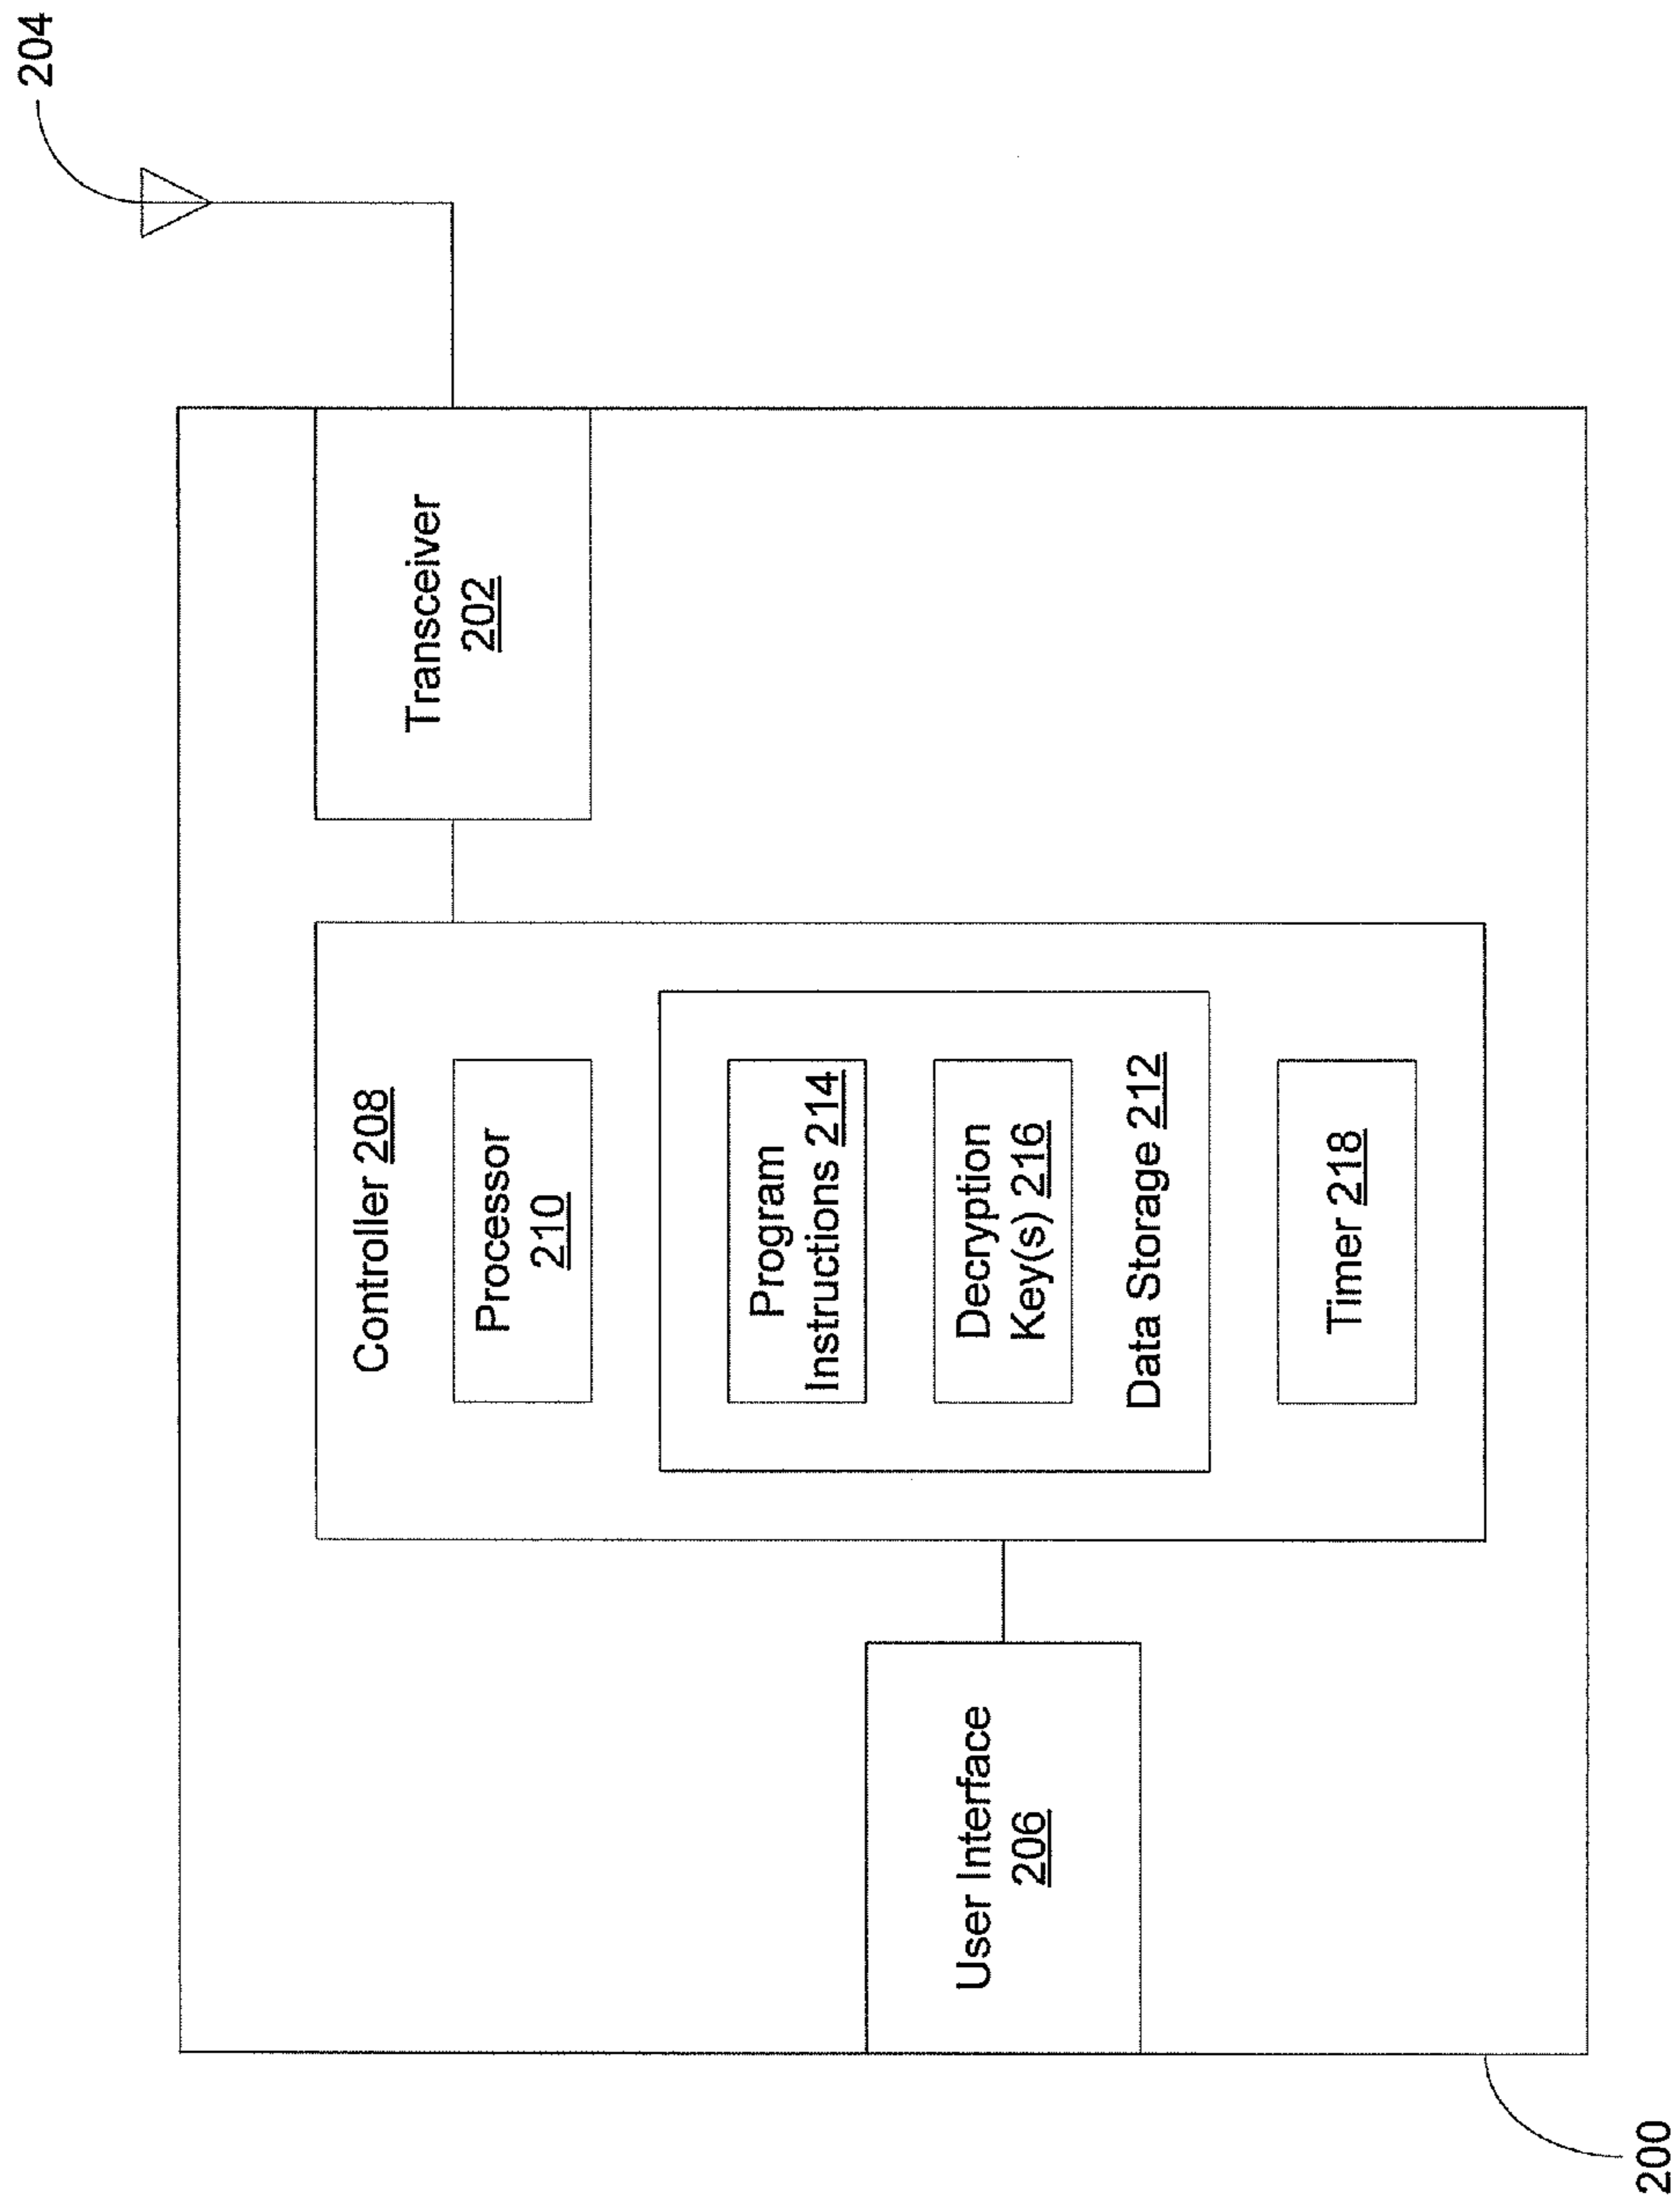 204
Transceiver
202
Controller 208
Processor
210
Program
Instructions 214
Decryption
Key(s) 216
Data Storage 212
Timer 218
User Interface
206
200